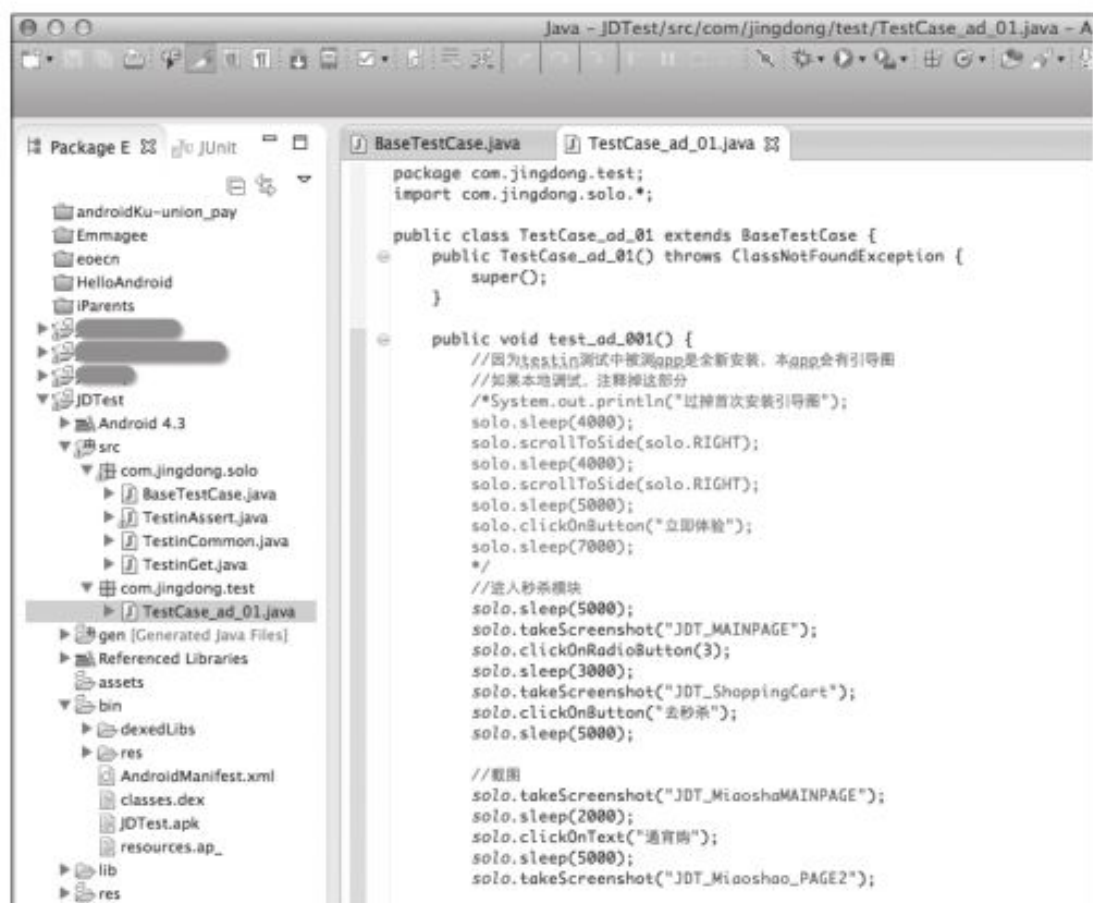 Java – JDTest/src/com/jingdong/test/TestCase_ad_01.java – A
Package E
JUnit
androidKu-union_pay
Emmagee
eoecn
HelloAndroid
iParents
JDTest
Android 4.3
src
com.jingdong.solo
BaseTestCase.java
TestinAssert.java
TestinCommon.java
TestinGet.java
com.jingdong.test
TestCase_ad_01.java
gen [Generated Java Files]
Referenced Libraries
assets
bin
dexedLibs
res
AndroidManifest.xml
classes.dex
JDTest.apk
resources.ap_
lib
res
BaseTestCase.java
TestCase_ad_01.java
package com.jingdong.test;
import com.jingdong.solo.*;
public class TestCase_ad_01 extends BaseTestCase {
public TestCase_ad_01() throws ClassNotFoundException {
super();
}
public void test_ad_001() {
//因为testin测试中被测app是全新安装，本app会有引导图
//如果本地调试，注释掉这部分
/*System.out.println("过掉首次安装引导图");
solo.sleep(4000);
solo.scrollToSide(solo.RIGHT);
solo.sleep(4000);
solo.scrollToSide(solo.RIGHT);
solo.sleep(5000);
solo.clickOnButton("立即体验");
solo.sleep(7000);
*/
//进入秒杀模块
solo.sleep(5000);
solo.takeScreenshot("JDT_MAINPAGE");
solo.clickOnRadioButton(3);
solo.sleep(3000);
solo.takeScreenshot("JDT_ShoppingCart");
solo.clickOnButton("去秒杀");
solo.sleep(5000);
//截图
solo.takeScreenshot("JDT_MiaoshaMAINPAGE");
solo.sleep(2000);
solo.clickOnText("通宵购");
solo.sleep(5000);
solo.takeScreenshot("JDT_Miaoshao_PAGE2");